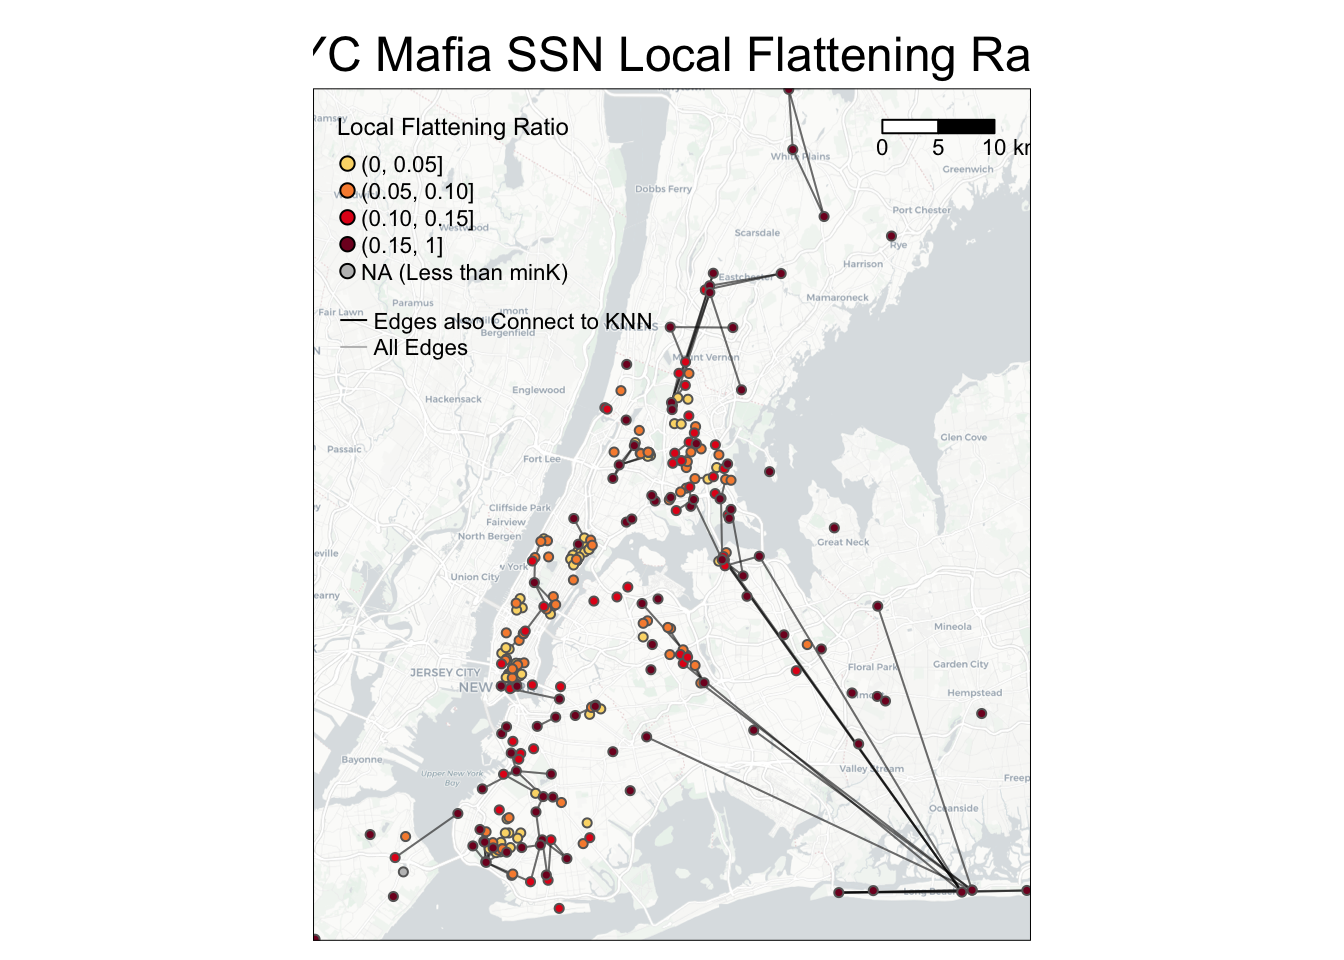 YC Mafia SSN Local Flattening Ra
Ramsey
Local Flattening Ratio
0 5 10 km
White Plains
Greenwich
(0, 0.05]
Dobbs Ferry
(0.05, 0.10]
Port Chester
(0.10, 0.15]
Westwood
Scarsdale
Rye
(0.15, 1]
Harrison
NA (Less than minK)
Eastchester
Mamaroneck
Paramus
Fair Lawn
Edges also Connect to KNN
Bergenfield
All Edges
Mount Vernon
Englewood
Hackensack
Glen Cove
Passaic
Fort Lee
Cliffside Park
Fairview
North Bergen
Great Neck
Union City
Mineola
Floral Park
Garden City
JERSEY CITY
NEW
Hempstead
Bayonne
Upper New York
Bay
Valley Stream
Freep
Oceanside
Long Beach